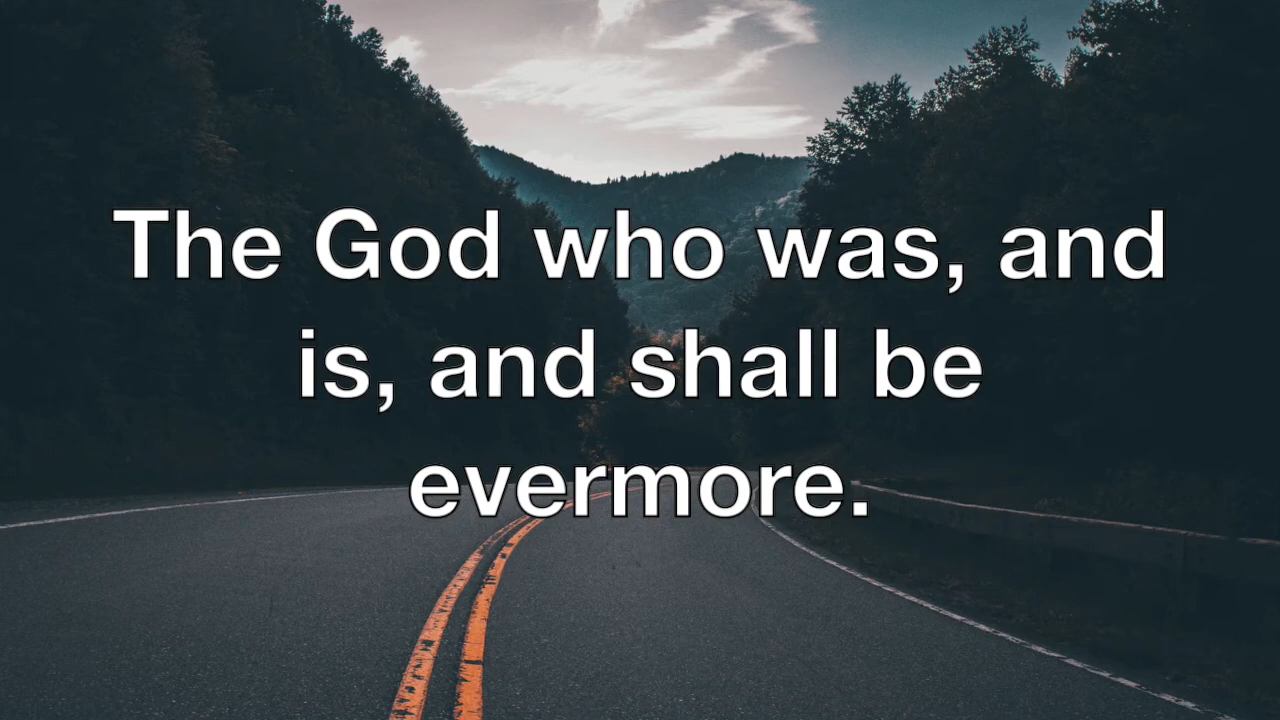 The God who was, and
is, and shall be
evermore.